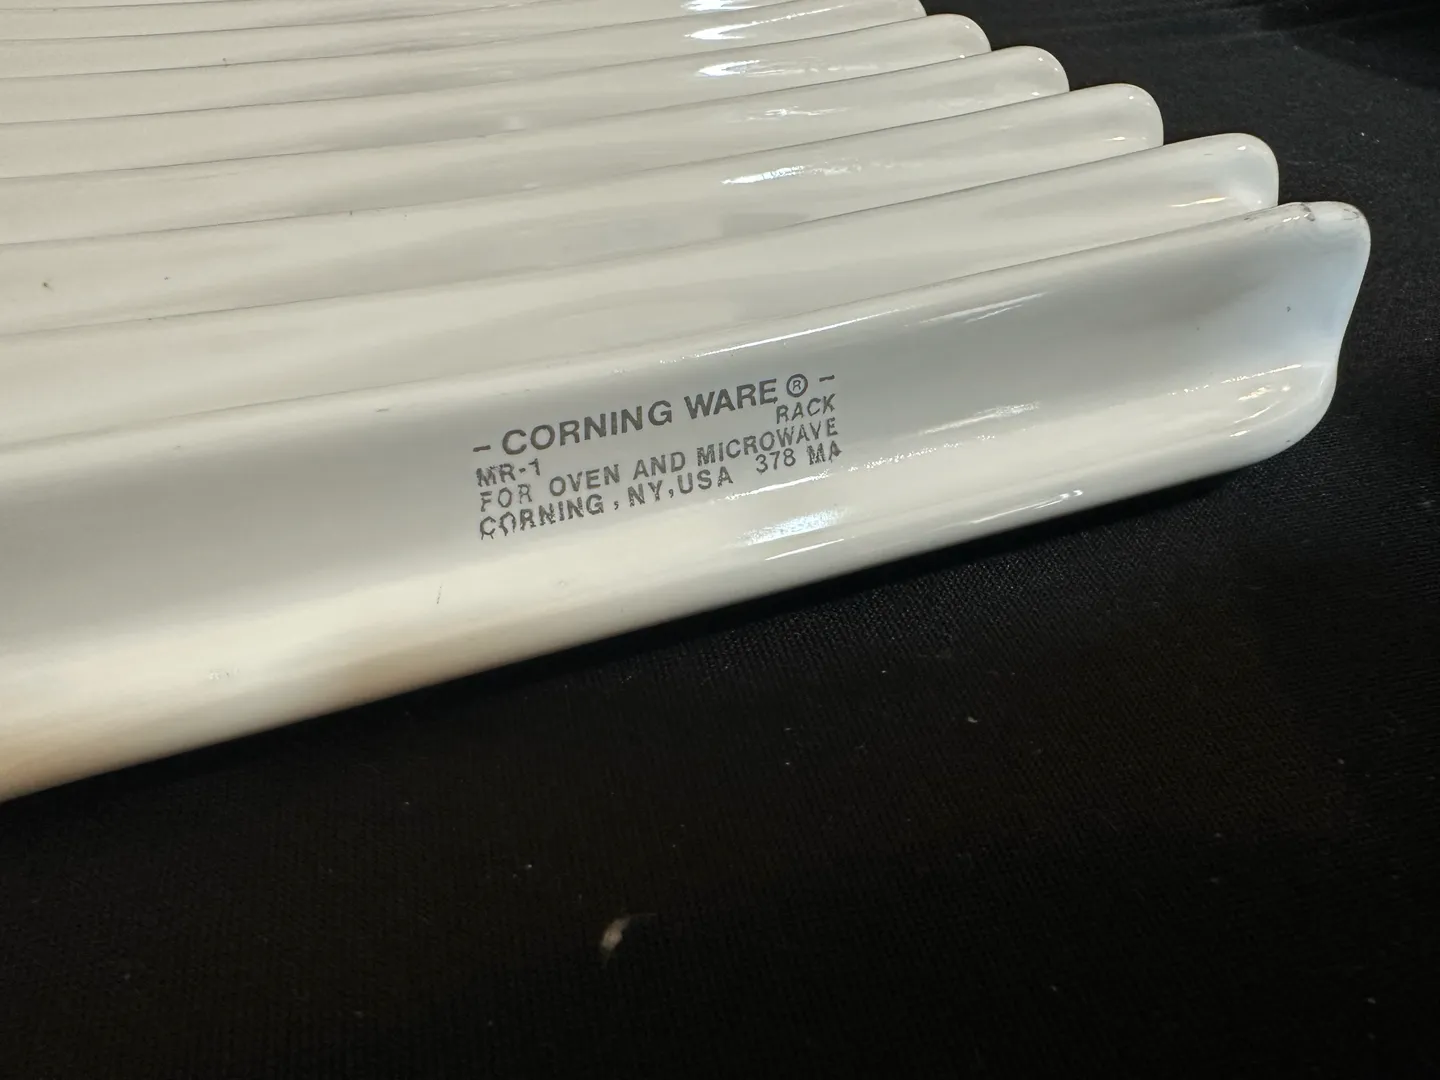 - CORNING WARE ® -
MR-1 RACK
FOR OVEN AND MICROWAVE
CORNING, NY, USA 378 MA